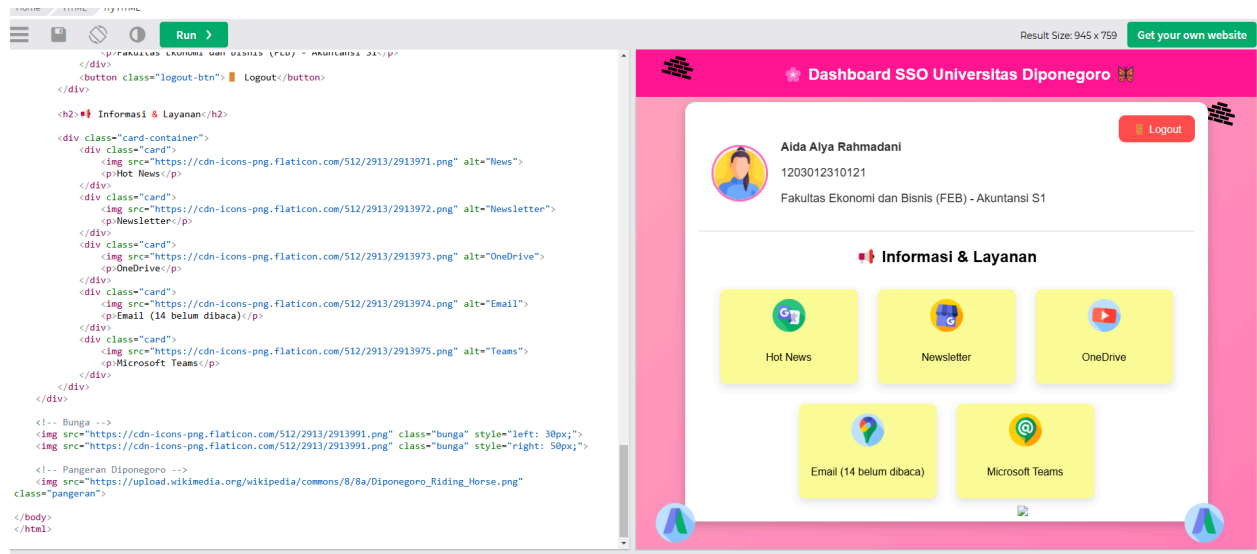 Home HTML
Run ❯
Result Size: 945 x 759
Get your own website
<p>Fakultas Ekonomi dan Bisnis (FEB) - Akuntansi S1</p>
</div>
<button class="logout-btn">🚪 Logout</button>
</div>
<h2>📢 Informasi & Layanan</h2>
<div class="card-container">
<div class="card">
<img src="https://cdn-icons-png.flaticon.com/512/2913/2913971.png" alt="News">
<p>Hot News</p>
</div>
<div class="card">
<img src="https://cdn-icons-png.flaticon.com/512/2913/2913972.png" alt="Newsletter">
<p>Newsletter</p>
</div>
<div class="card">
<img src="https://cdn-icons-png.flaticon.com/512/2913/2913973.png" alt="OneDrive">
<p>OneDrive</p>
</div>
<div class="card">
<img src="https://cdn-icons-png.flaticon.com/512/2913/2913974.png" alt="Email">
<p>Email (14 belum dibaca)</p>
</div>
<div class="card">
<img src="https://cdn-icons-png.flaticon.com/512/2913/2913975.png" alt="Teams">
<p>Microsoft Teams</p>
</div>
</div>
</div>
<!-- Bunga -->
<img src="https://cdn-icons-png.flaticon.com/512/2913/2913991.png" class="bunga" style="left: 30px;">
<img src="https://cdn-icons-png.flaticon.com/512/2913/2913991.png" class="bunga" style="right: 50px;">
<!-- Pangeran Diponegoro -->
<img src="https://upload.wikimedia.org/wikipedia/commons/8/8a/Diponegoro_Riding_Horse.png"
class="pangeran">
</body>
</html>
🌸 Dashboard SSO Universitas Diponegoro 🦋
🚪 Logout
Aida Alya Rahmadani
1203012310121
Fakultas Ekonomi dan Bisnis (FEB) - Akuntansi S1
📢 Informasi & Layanan
Hot News
Newsletter
OneDrive
Email (14 belum dibaca)
Microsoft Teams